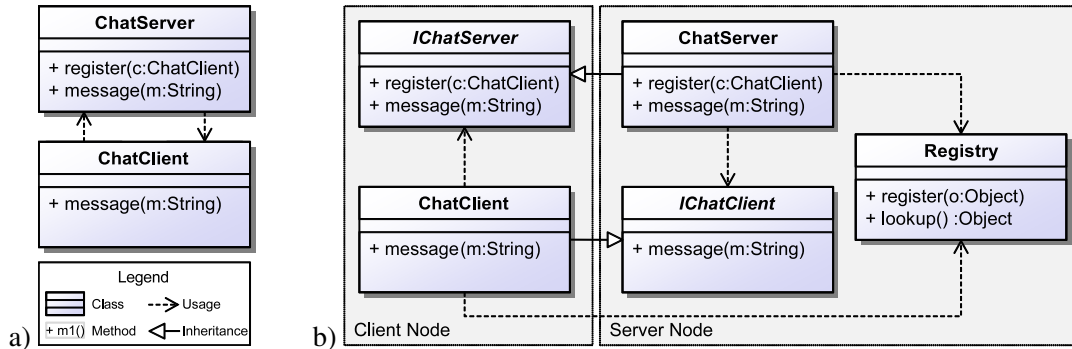 ChatServer
+ register(c:ChatClient)
+ message(m:String)
ChatClient
+ message(m:String)
Legend
Class
Usage
+ m1()
Method
Inheritance
a)
IChatServer
+ register(c:ChatClient)
+ message(m:String)
ChatServer
+ register(c:ChatClient)
+ message(m:String)
Registry
+ register(o:Object)
+ lookup() :Object
ChatClient
+ message(m:String)
IChatClient
+ message(m:String)
b)
Client Node
Server Node